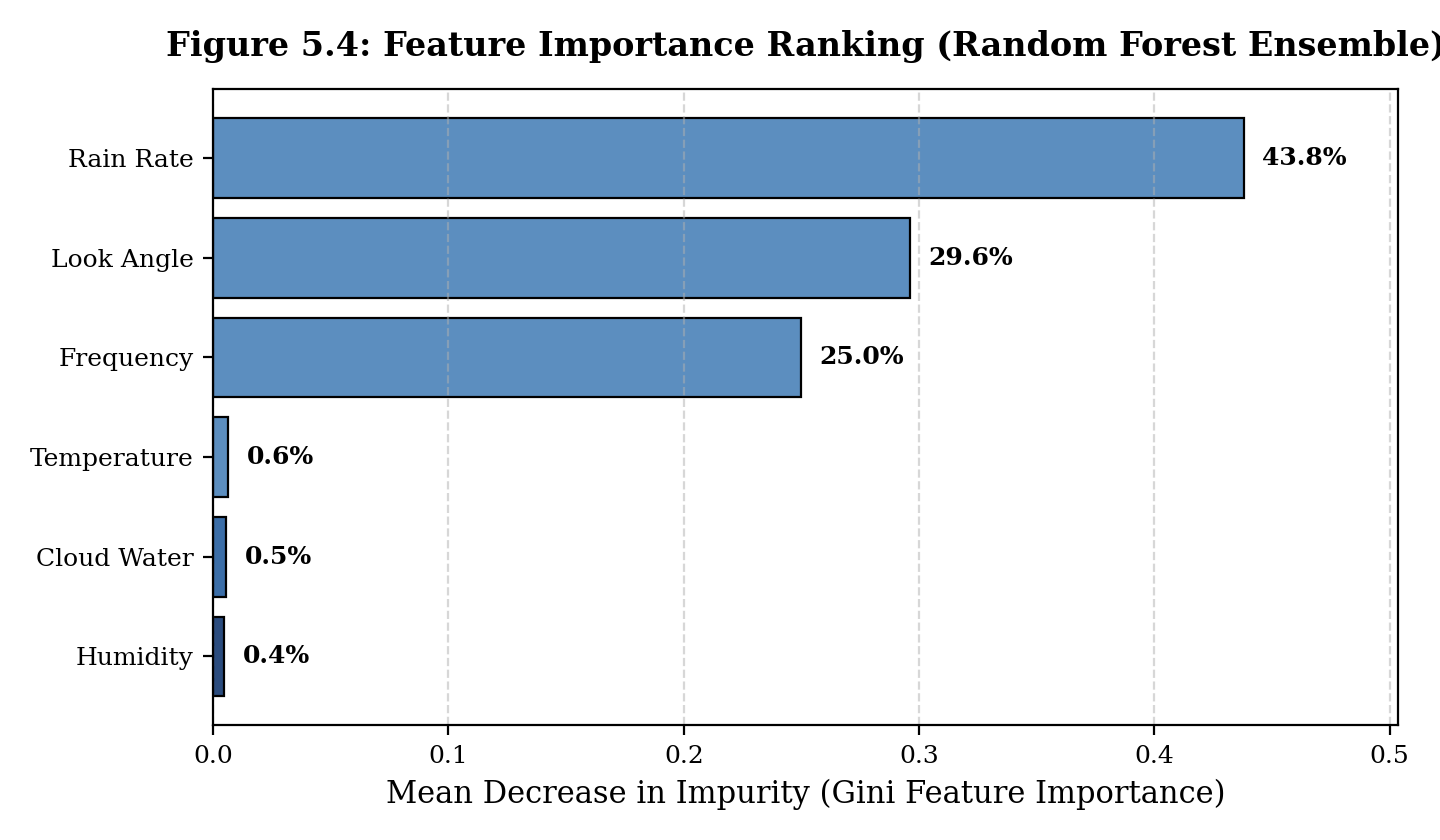 Figure 5.4: Feature Importance Ranking (Random Forest Ensemble)
Rain Rate
43.8%
Look Angle
29.6%
Frequency
25.0%
Temperature
0.6%
Cloud Water
0.5%
Humidity
0.4%
0.0 0.1 0.2 0.3 0.4 0.5
Mean Decrease in Impurity (Gini Feature Importance)